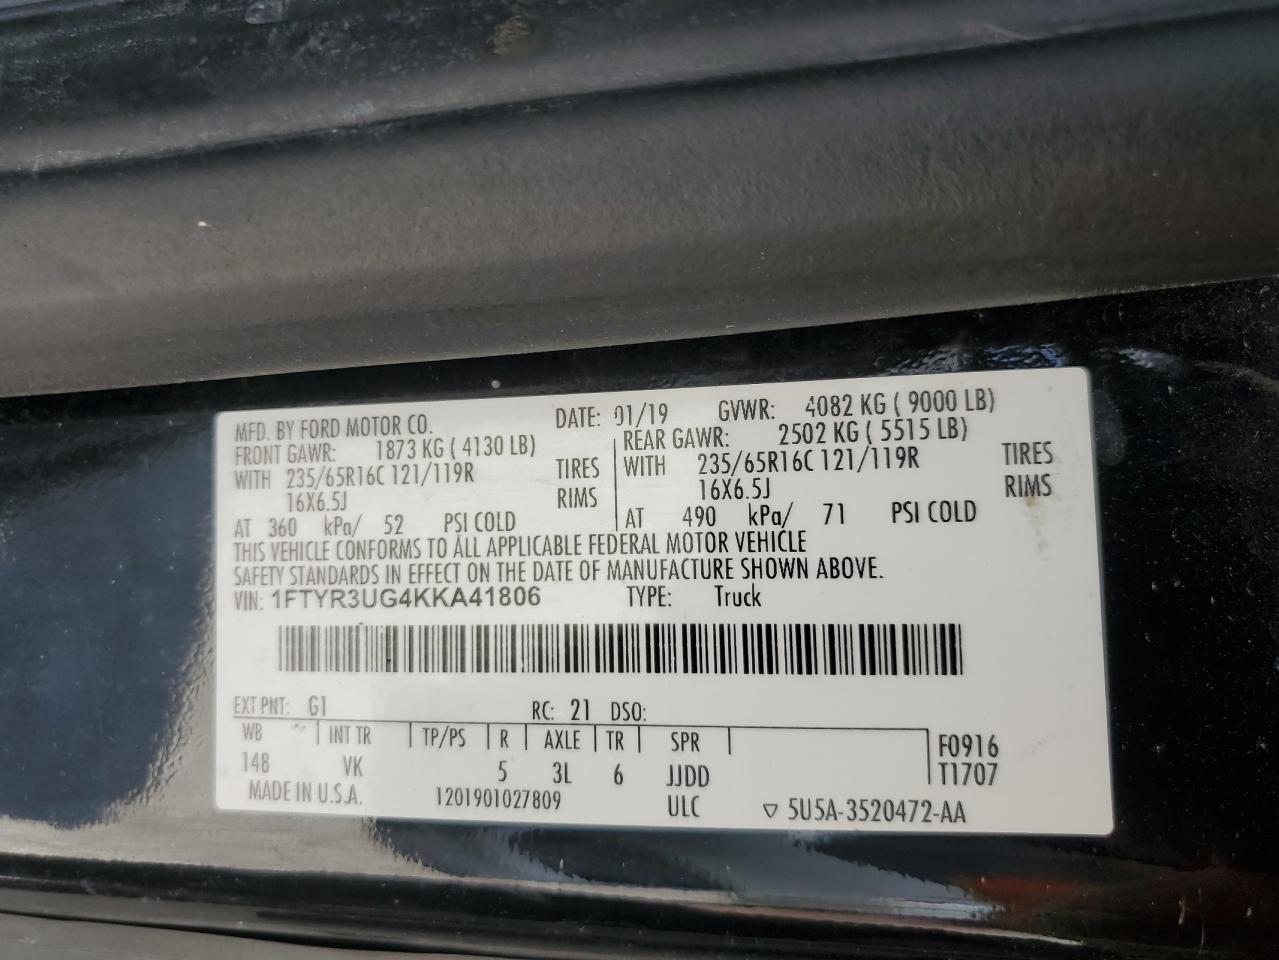 MFD. BY FORD MOTOR CO. DATE: 01/19 GVWR: 4082 KG ( 9000 LB)
FRONT GAWR: 1873 KG ( 4130 LB) REAR GAWR: 2502 KG ( 5515 LB)
WITH 235/65R16C 121/119R TIRES WITH 235/65R16C 121/119R TIRES
16X6.5J RIMS 16X6.5J RIMS
AT 360 kPa/ 52 PSI COLD AT 490 kPa/ 71 PSI COLD
THIS VEHICLE CONFORMS TO ALL APPLICABLE FEDERAL MOTOR VEHICLE
SAFETY STANDARDS IN EFFECT ON THE DATE OF MANUFACTURE SHOWN ABOVE.
VIN: 1FTYR3UG4KKA41806 TYPE: Truck
EXT PNT: G1 RC: 21 DSO:
WB INT TR TP/PS R AXLE TR SPR F0916
148 VK 5 3L 6 JJDD T1707
MADE IN U.S.A. 1201901027809 ULC ▽ 5U5A-3520472-AA